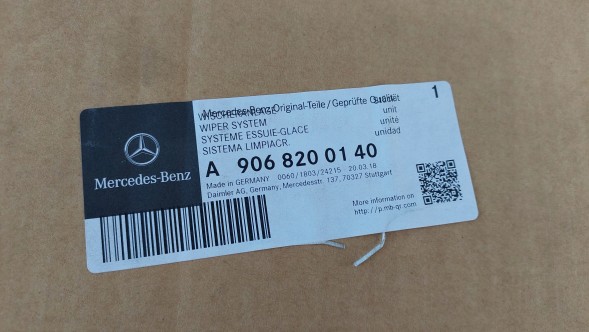 Mercedes-Benz Original-Teile/Geprüfte Qualität
WISCHERANLAGE
WIPER SYSTEM
SYSTEME ESSUIE-GLACE
SISTEMA LIMPIACR.
Stück
unit
unité
unidad
1
A 906 820 01 40
Made in GERMANY 0060/1803/24215 20.03.18
Daimler AG, Germany, Mercedesstr. 137, 70327 Stuttgart
Mercedes-Benz
More information on
http://p.mb-qr.com